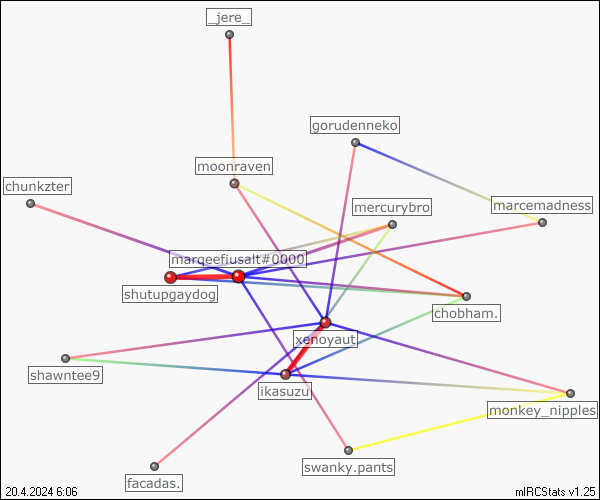 _jere_
gorudenneko
moonraven
chunkzter
mercurybro
marcemadness
marqeefiusalt#0000
shutupgaydog
chobham.
xenoyaut
shawntee9
ikasuzu
monkey_nipples
swanky.pants
facadas.
20.4.2024 6:06
mIRCStats v1.25